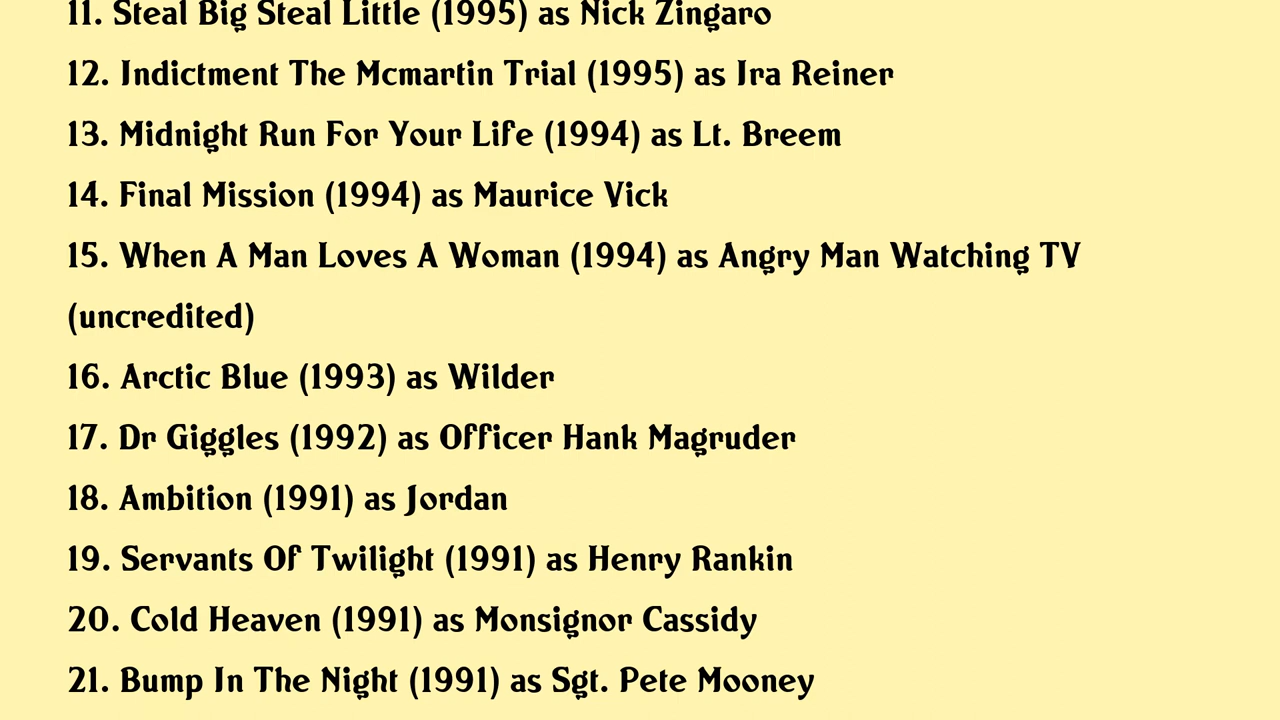 11. Steal Big Steal Little (1995) as Nick Zingaro
12. Indictment The Mcmartin Trial (1995) as Ira Reiner
13. Midnight Run For Your Life (1994) as Lt. Breem
14. Final Mission (1994) as Maurice Vick
15. When A Man Loves A Woman (1994) as Angry Man Watching TV
(uncredited)
16. Arctic Blue (1993) as Wilder
17. Dr Giggles (1992) as Officer Hank Magruder
18. Ambition (1991) as Jordan
19. Servants Of Twilight (1991) as Henry Rankin
20. Cold Heaven (1991) as Monsignor Cassidy
21. Bump In The Night (1991) as Sgt. Pete Mooney